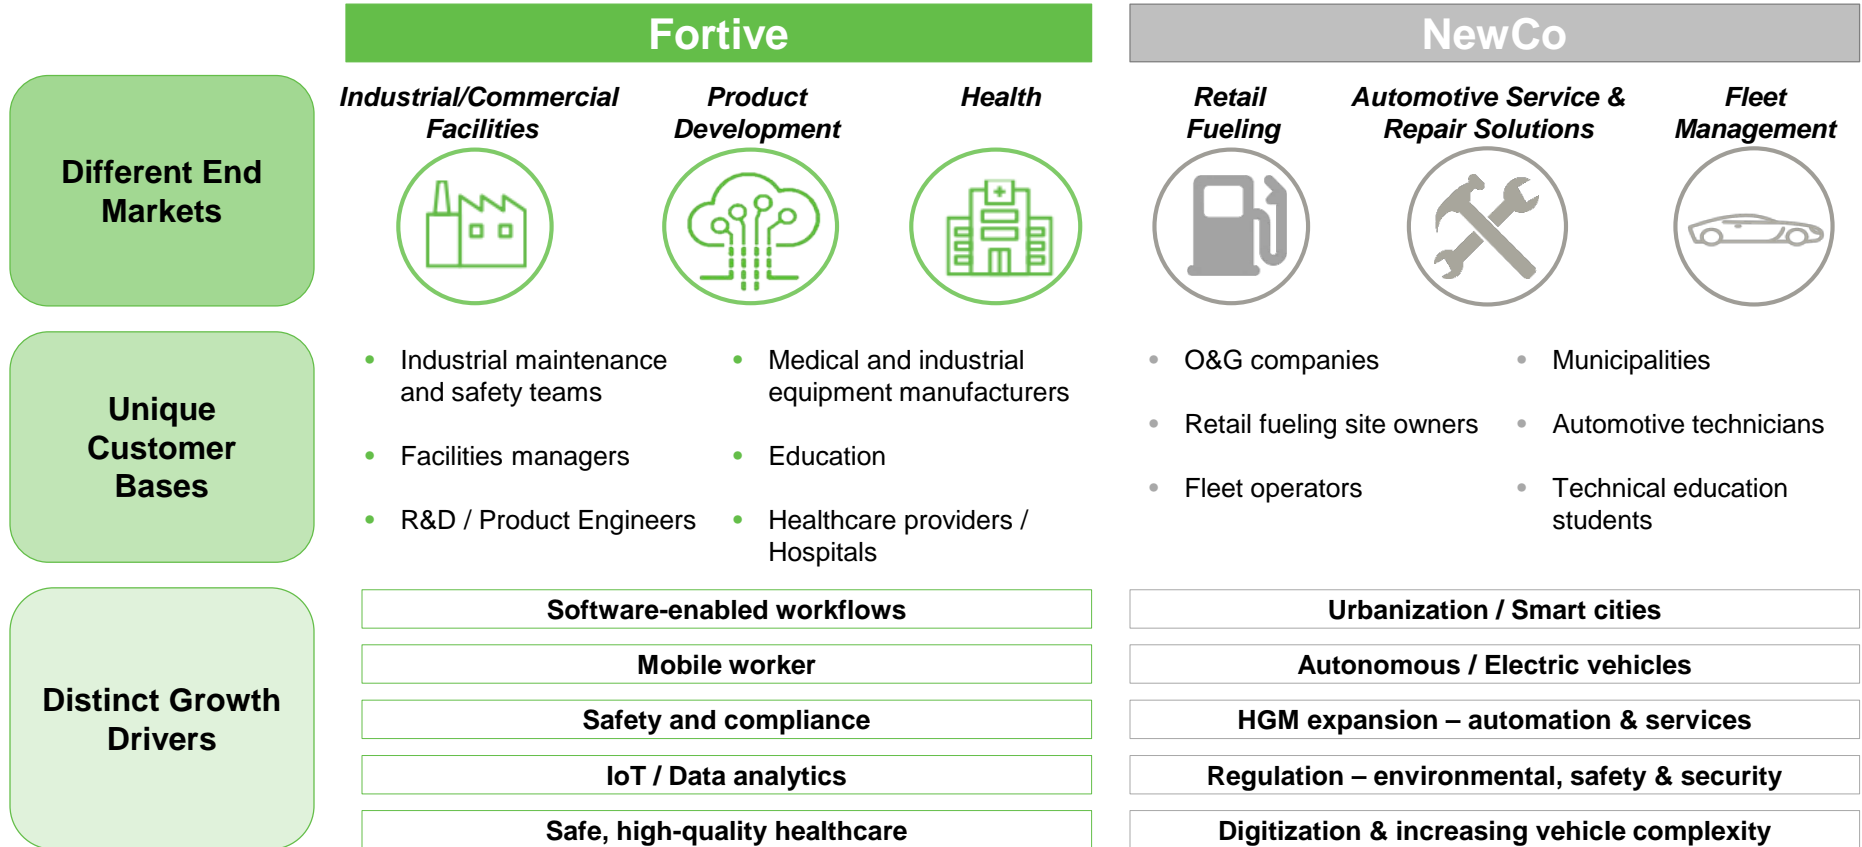 Fortive
NewCo
Different End
Markets
Industrial/Commercial
Facilities
Product
Development
Health
Retail
Fueling
Automotive Service &
Repair Solutions
Fleet
Management
Unique
Customer
Bases
• Industrial maintenance
and safety teams
• Facilities managers
• R&D / Product Engineers
• Medical and industrial
equipment manufacturers
• Education
• Healthcare providers /
Hospitals
• O&G companies
• Retail fueling site owners
• Fleet operators
• Municipalities
• Automotive technicians
• Technical education
students
Distinct Growth
Drivers
Software-enabled workflows
Mobile worker
Safety and compliance
IoT / Data analytics
Safe, high-quality healthcare
Urbanization / Smart cities
Autonomous / Electric vehicles
HGM expansion – automation & services
Regulation – environmental, safety & security
Digitization & increasing vehicle complexity